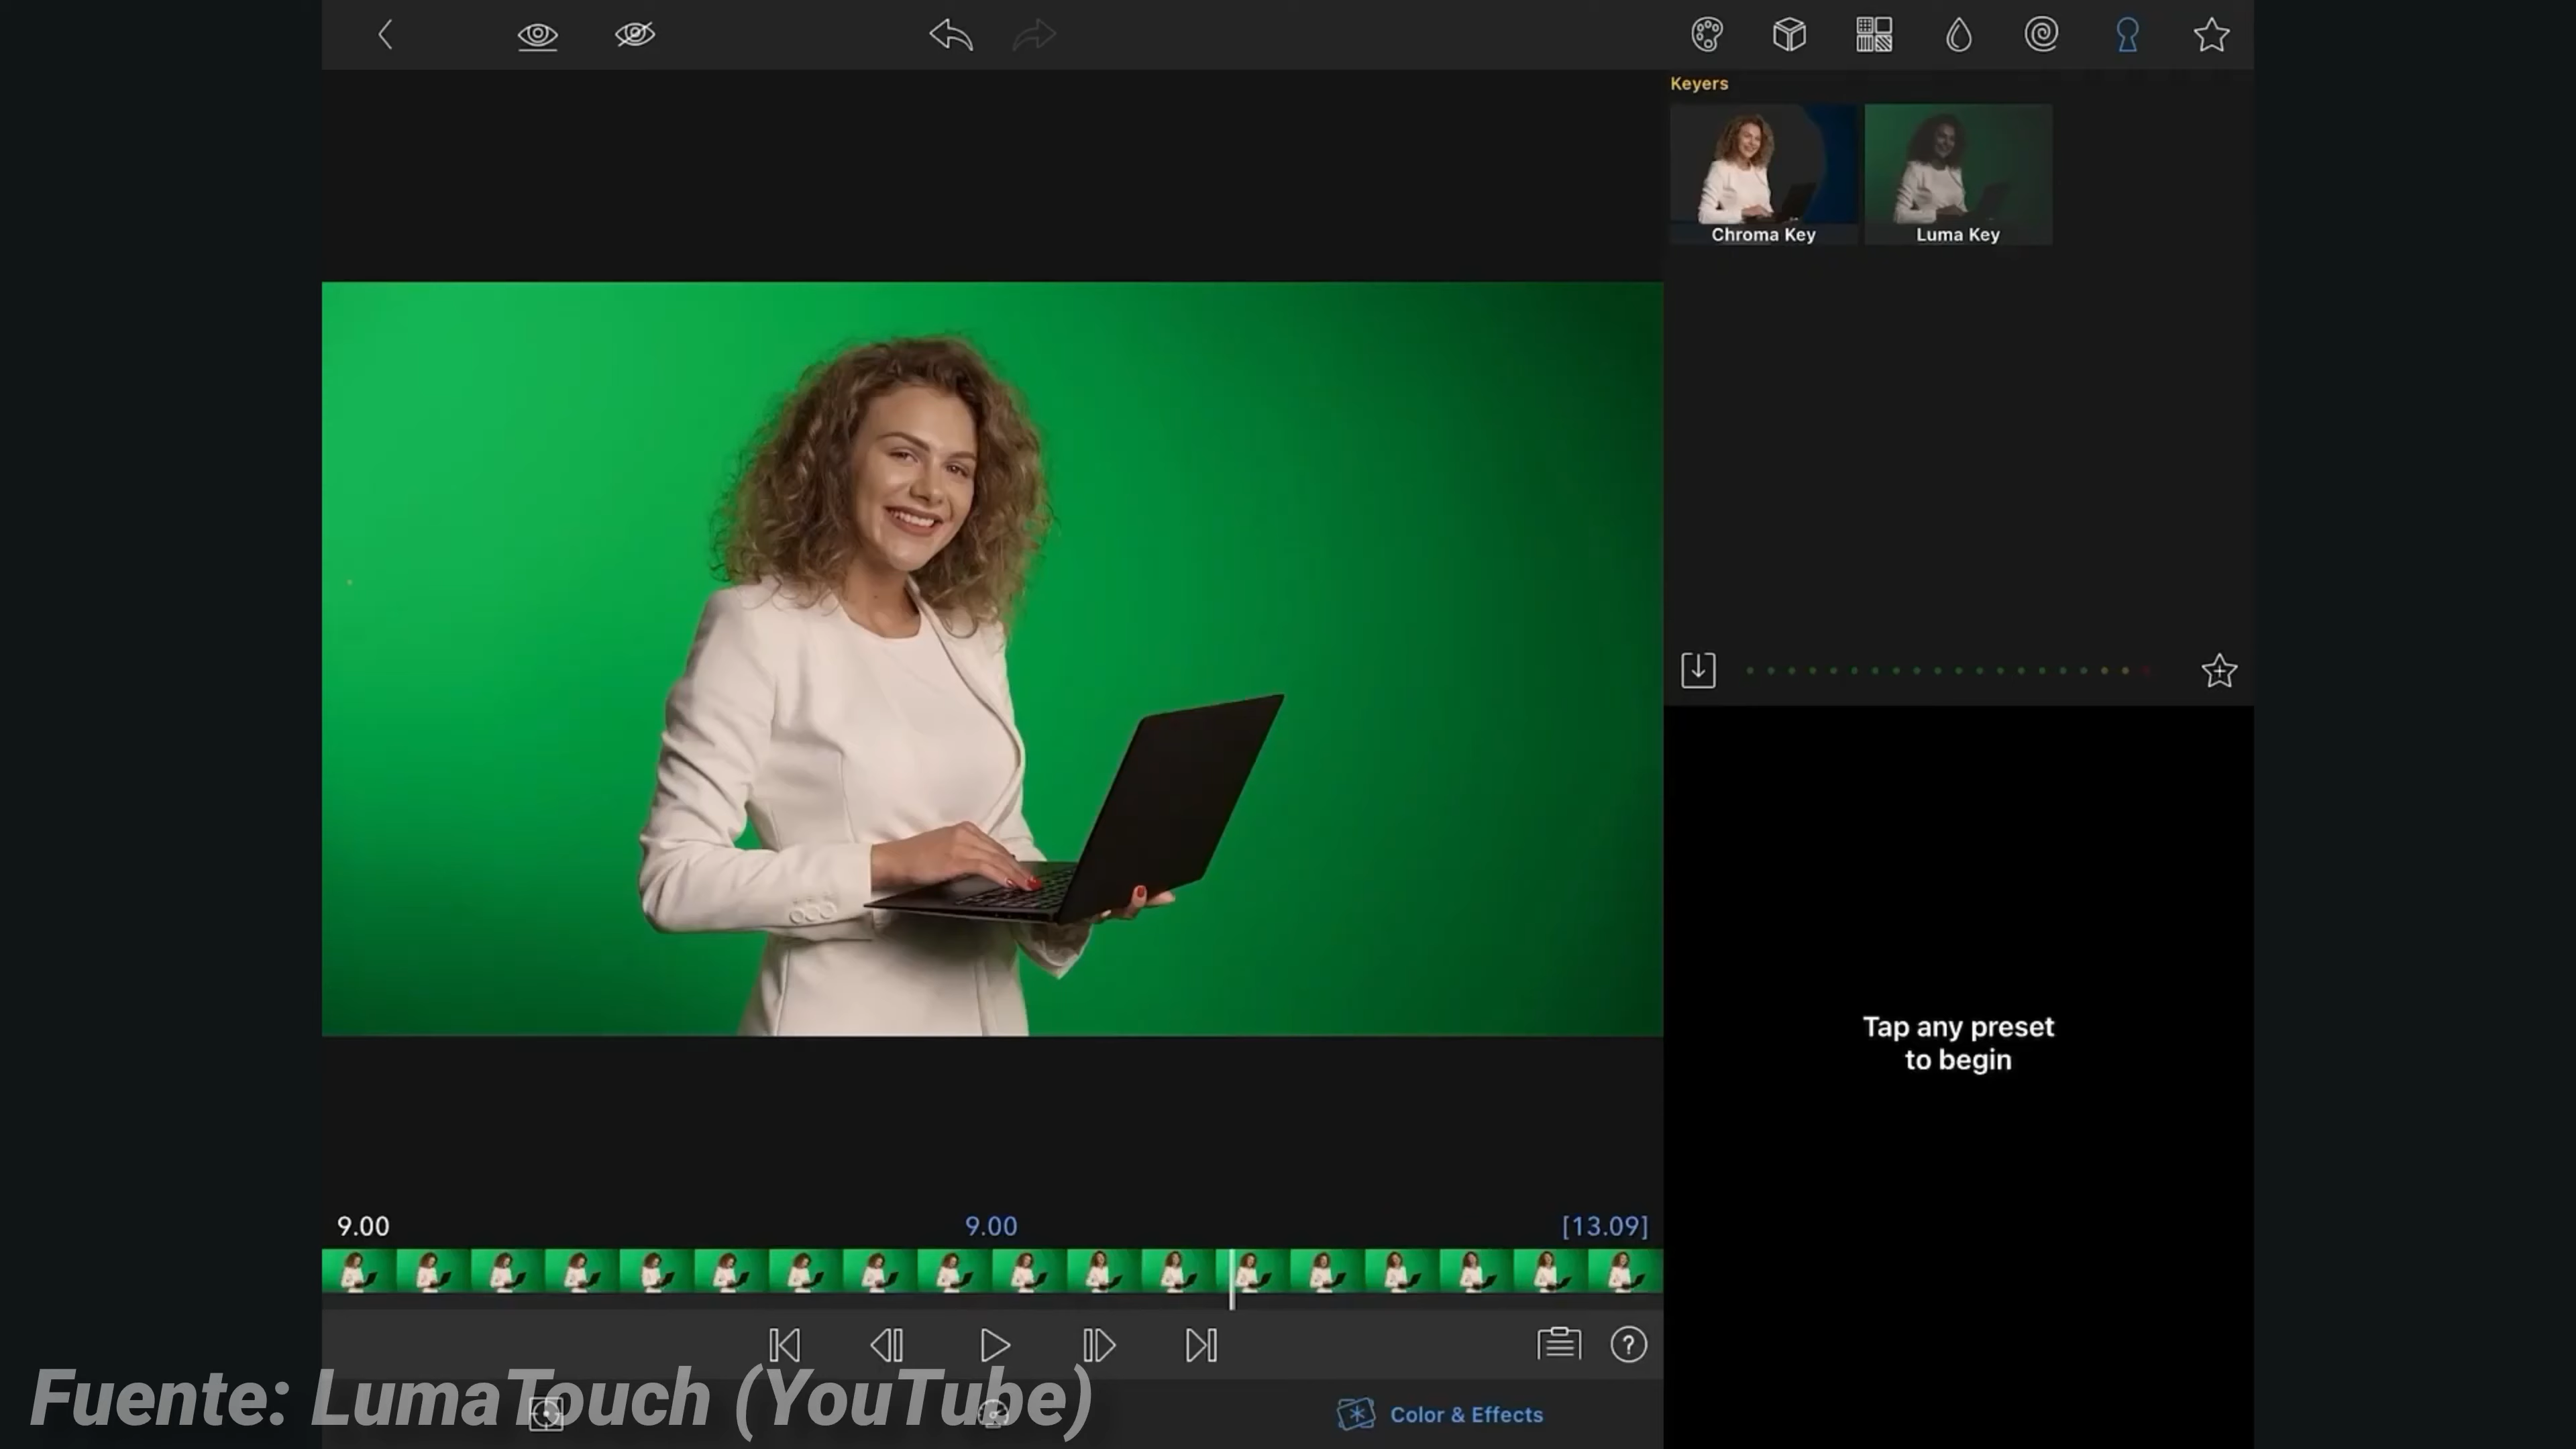 Keyers
Chroma Key
Luma Key
Tap any preset
to begin
9.00
9.00
[13.09]
?
Color & Effects
Fuente: LumaTouch (YouTube)